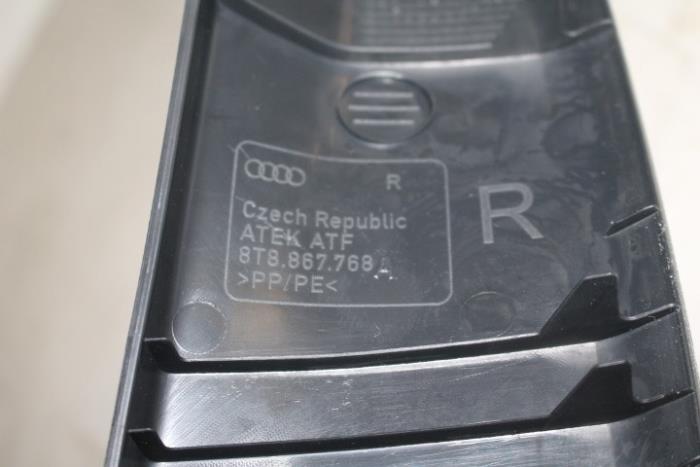 R
Czech Republic
ATEK ATF
8T8.867.768 A
>PP/PE<
R